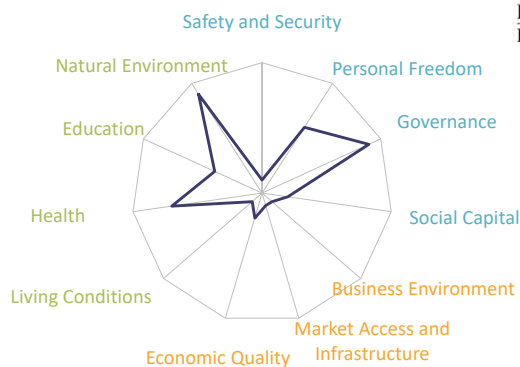 Safety and Security
Natural Environment
Personal Freedom
Education
Governance
Health
Social Capital
Living Conditions
Business Environment
Market Access and
Infrastructure
Economic Quality